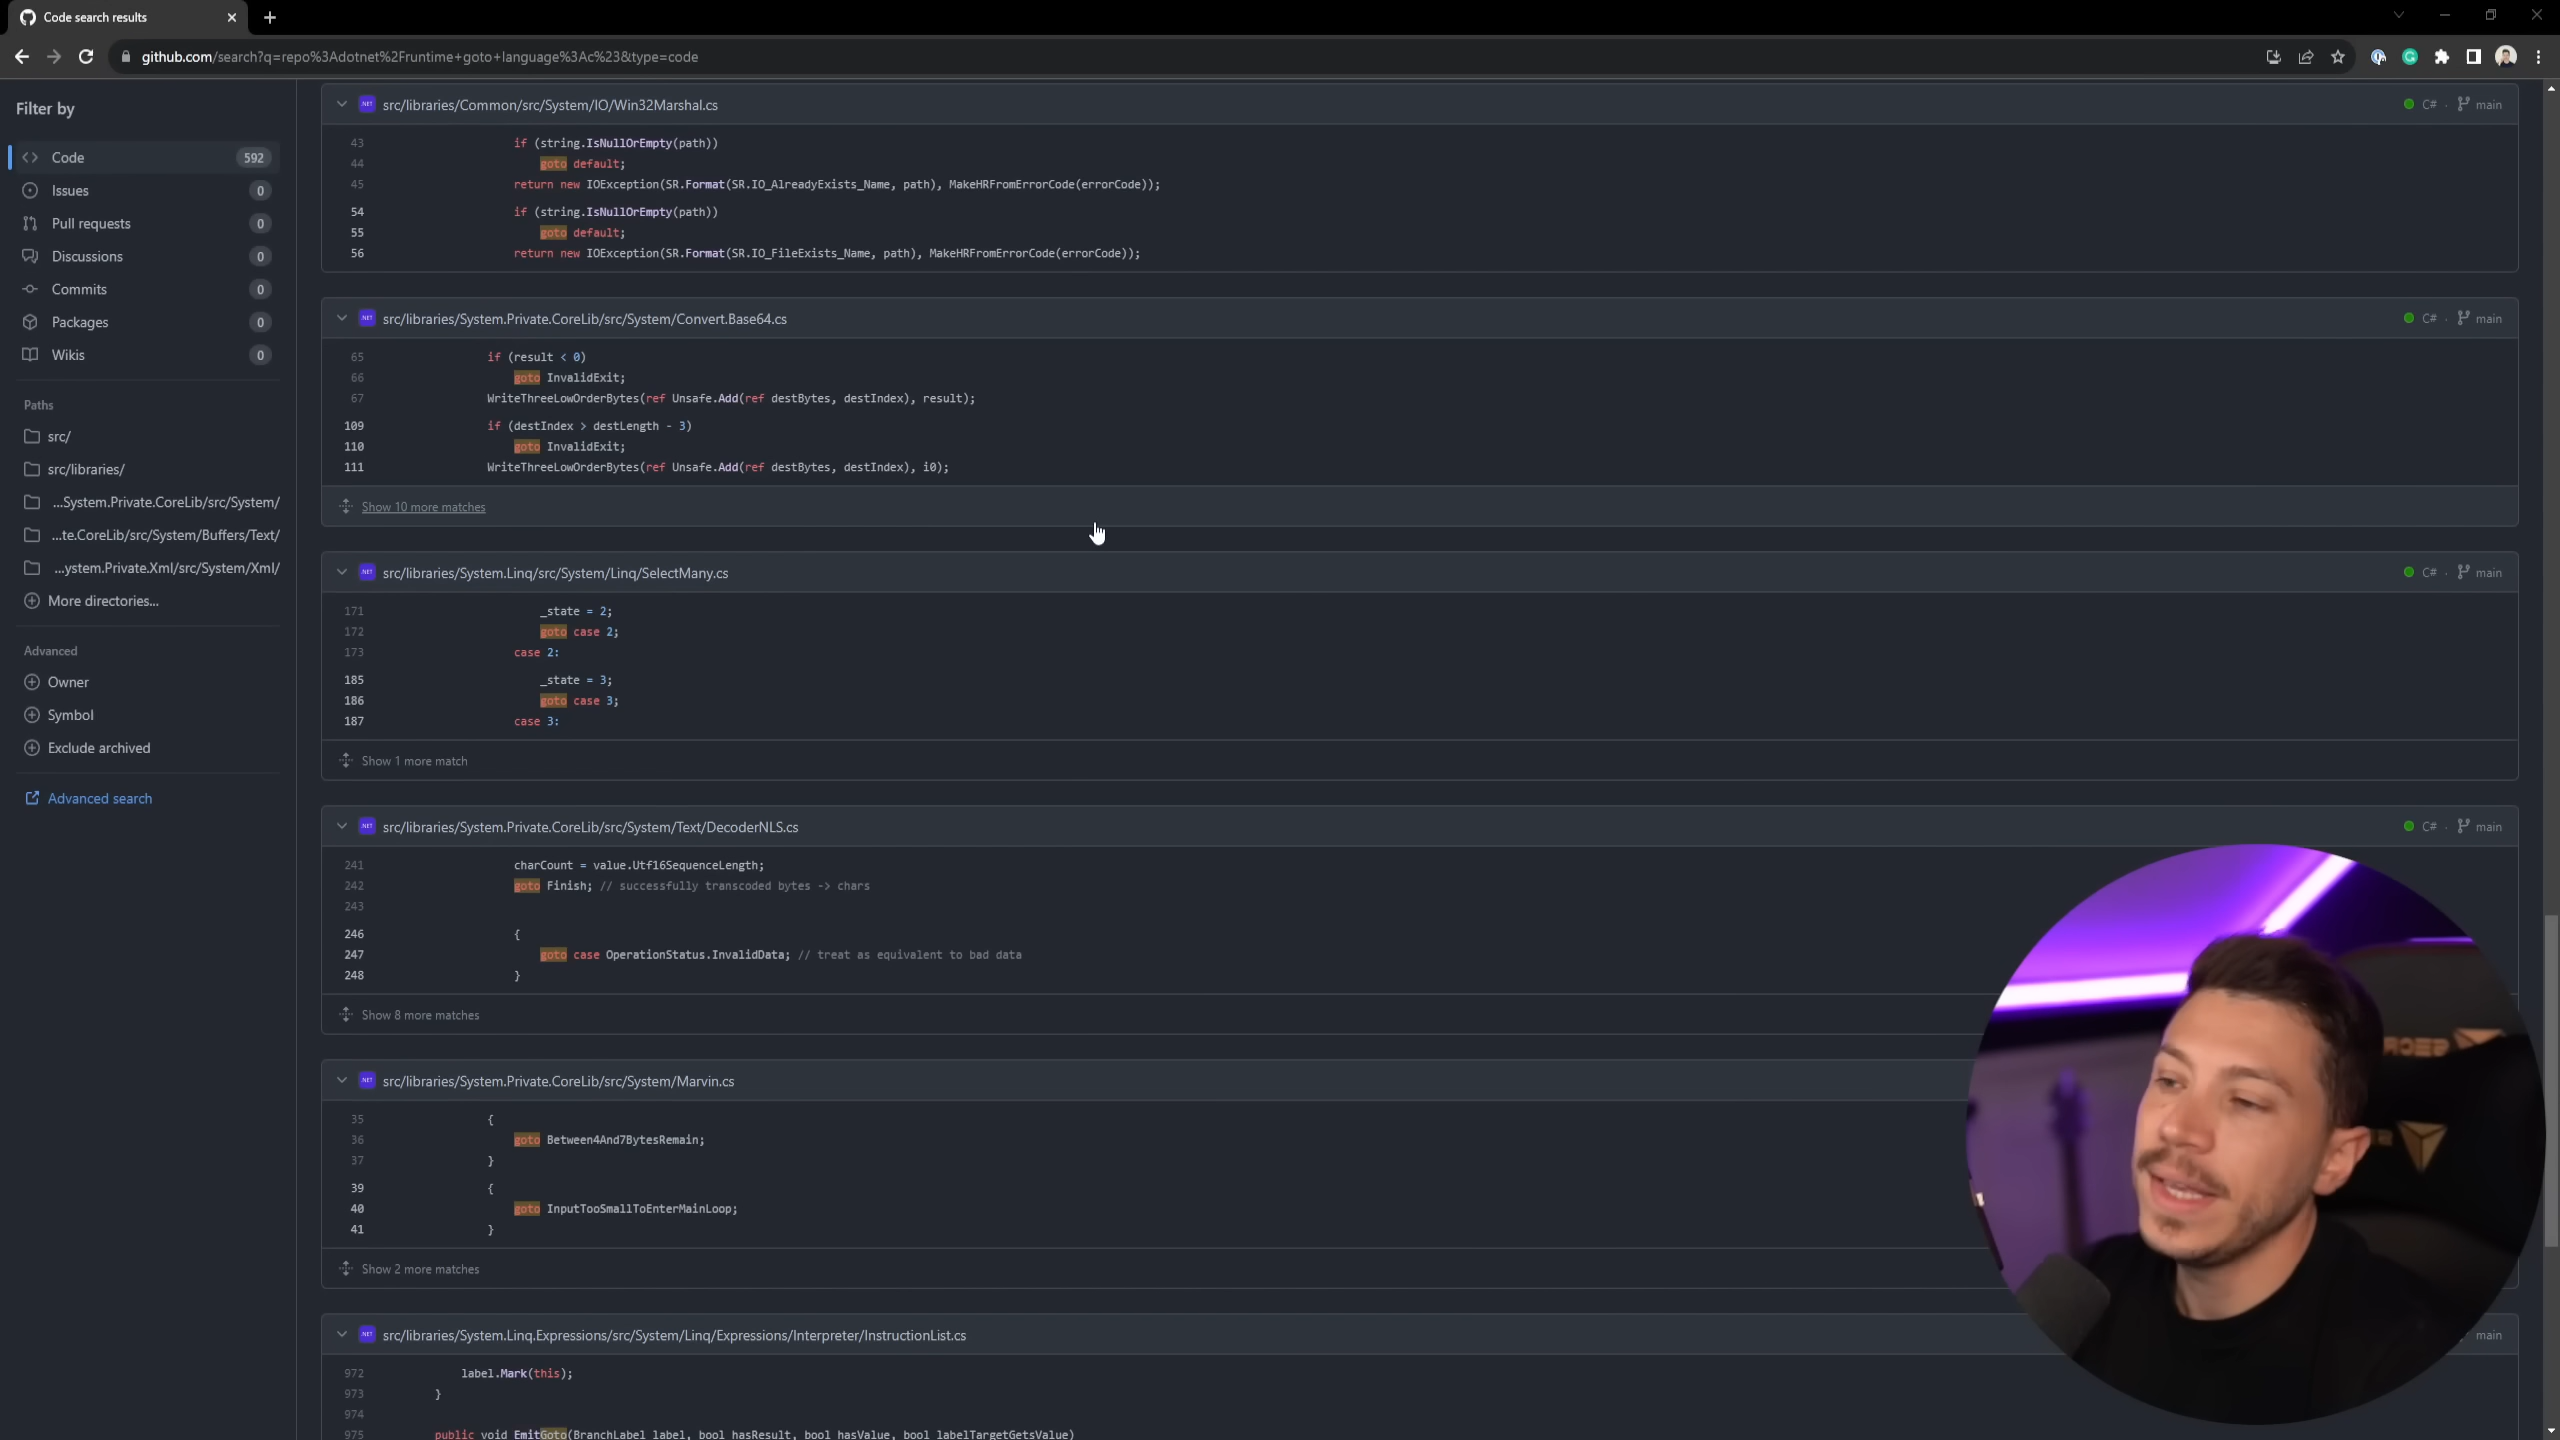 Code search results
github.com/search?q=repo%3Adotnet%2Fruntime+goto+language%3Ac%23&type=code
Filter by
Code 592
Issues 0
Pull requests 0
Discussions 0
Commits 0
Packages 0
Wikis 0
Paths
src/
src/libraries/
...System.Private.CoreLib/src/System/
...te.CoreLib/src/System/Buffers/Text/
...ystem.Private.Xml/src/System/Xml/
More directories...
Advanced
Owner
Symbol
Exclude archived
Advanced search
src/libraries/Common/src/System/IO/Win32Marshal.cs C# · main
43 if (string.IsNullOrEmpty(path))
44 goto default;
45 return new IOException(SR.Format(SR.IO_AlreadyExists_Name, path), MakeHRFromErrorCode(errorCode));
54 if (string.IsNullOrEmpty(path))
55 goto default;
56 return new IOException(SR.Format(SR.IO_FileExists_Name, path), MakeHRFromErrorCode(errorCode));
src/libraries/System.Private.CoreLib/src/System/Convert.Base64.cs C# · main
65 if (result < 0)
66 goto InvalidExit;
67 WriteThreeLowOrderBytes(ref Unsafe.Add(ref destBytes, destIndex), result);
109 if (destIndex > destLength - 3)
110 goto InvalidExit;
111 WriteThreeLowOrderBytes(ref Unsafe.Add(ref destBytes, destIndex), i0);
Show 10 more matches
src/libraries/System.Linq/src/System/Linq/SelectMany.cs C# · main
171 _state = 2;
172 goto case 2;
173 case 2:
185 _state = 3;
186 goto case 3;
187 case 3:
Show 1 more match
src/libraries/System.Private.CoreLib/src/System/Text/DecoderNLS.cs C# · main
241 charCount = value.Utf16SequenceLength;
242 goto Finish; // successfully transcoded bytes -> chars
243
246 {
247 goto case OperationStatus.InvalidData; // treat as equivalent to bad data
248 }
Show 8 more matches
src/libraries/System.Private.CoreLib/src/System/Marvin.cs
35 {
36 goto Between4And7BytesRemain;
37 }
39 {
40 goto InputTooSmallToEnterMainLoop;
41 }
Show 2 more matches
src/libraries/System.Linq.Expressions/src/System/Linq/Expressions/Interpreter/InstructionList.cs main
972 label.Mark(this);
973 }
974
975 public void EmitGoto(BranchLabel label, bool hasResult, bool hasValue, bool labelTargetGetsValue)